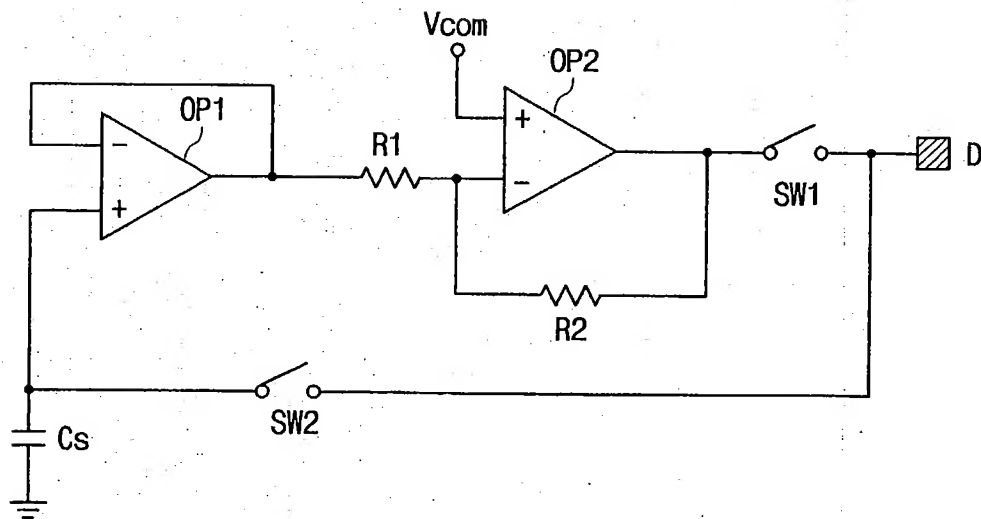 Vcom
OP2
OP1
R1
+
-
-
+
SW1
D
R2
SW2
Cs